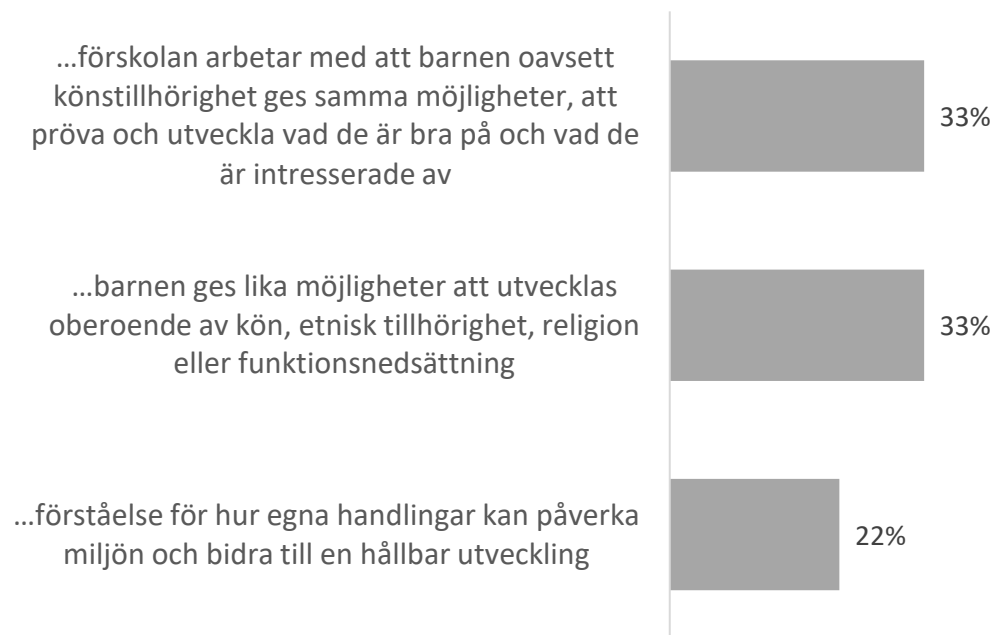 …förskolan arbetar med att barnen oavsett
könstillhörighet ges samma möjligheter, att
pröva och utveckla vad de är bra på och vad de
är intresserade av
33%
…barnen ges lika möjligheter att utvecklas
oberoende av kön, etnisk tillhörighet, religion
eller funktionsnedsättning
33%
…förståelse för hur egna handlingar kan påverka
miljön och bidra till en hållbar utveckling
22%